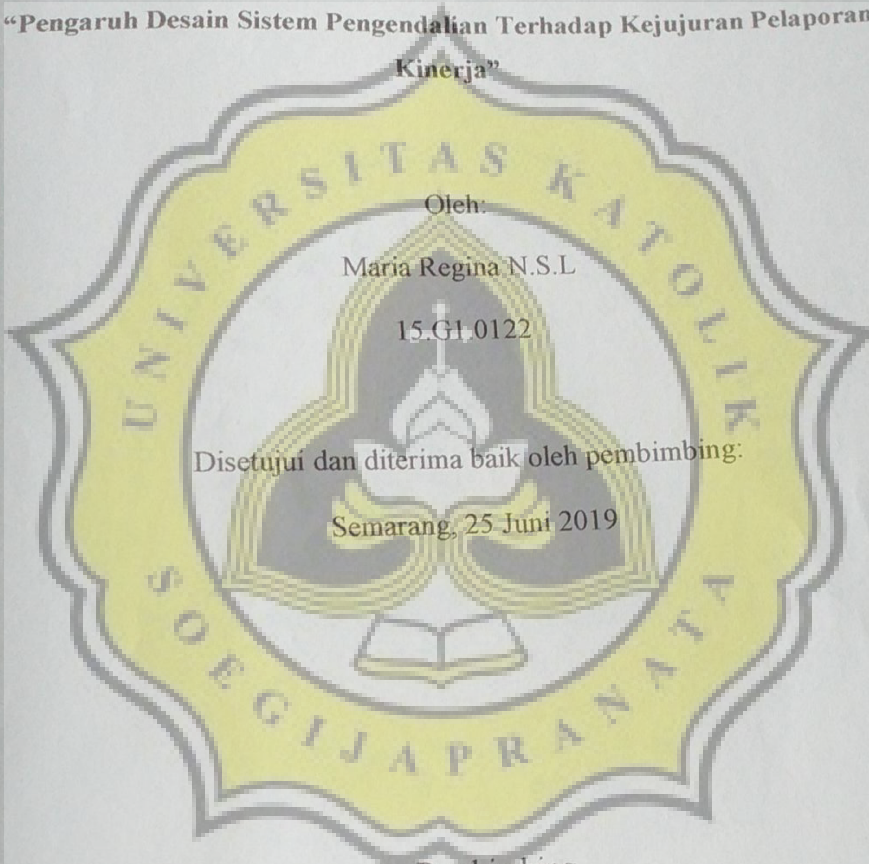 “Pengaruh Desain Sistem Pengendalian Terhadap Kejujuran Pelaporan
Kinerja”
UNIVERSITAS KATOLIK
Oleh:
Maria Regina N.S.L
15.G1.0122
Disetujui dan diterima baik oleh pembimbing:
Semarang, 25 Juni 2019
SOEGIJAPRANATA